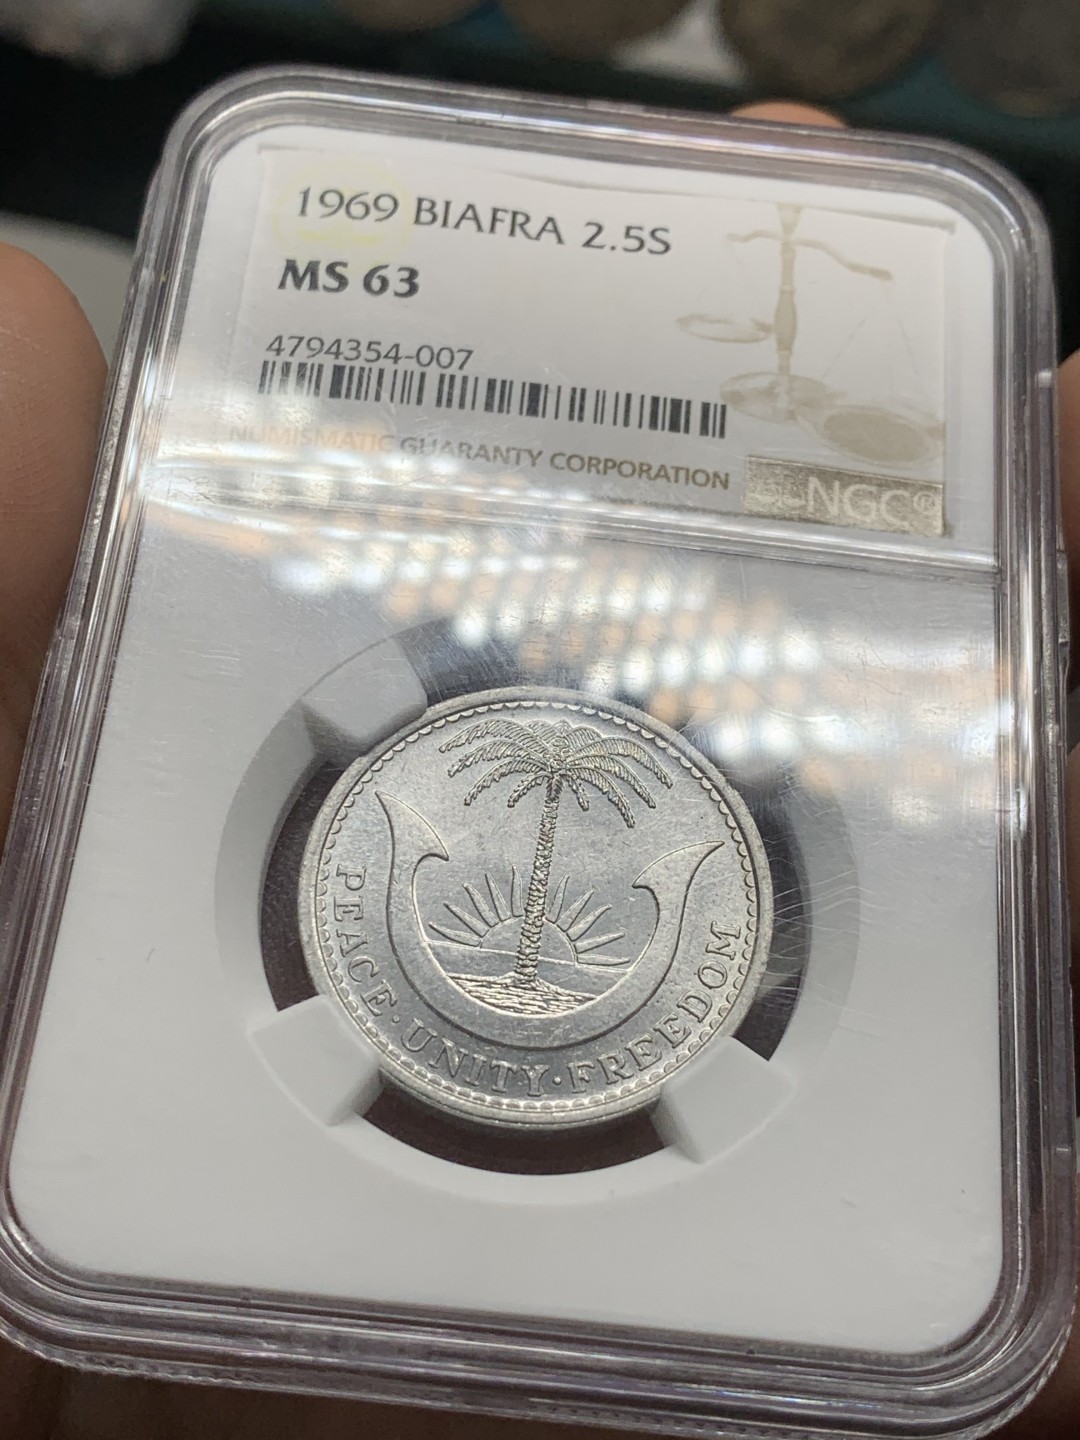 1969 BIAFRA 2.5S
MS 63
4794354-007
NUMISMATIC GUARANTY CORPORATION
NGC®
PEACE · UNITY · FREEDOM